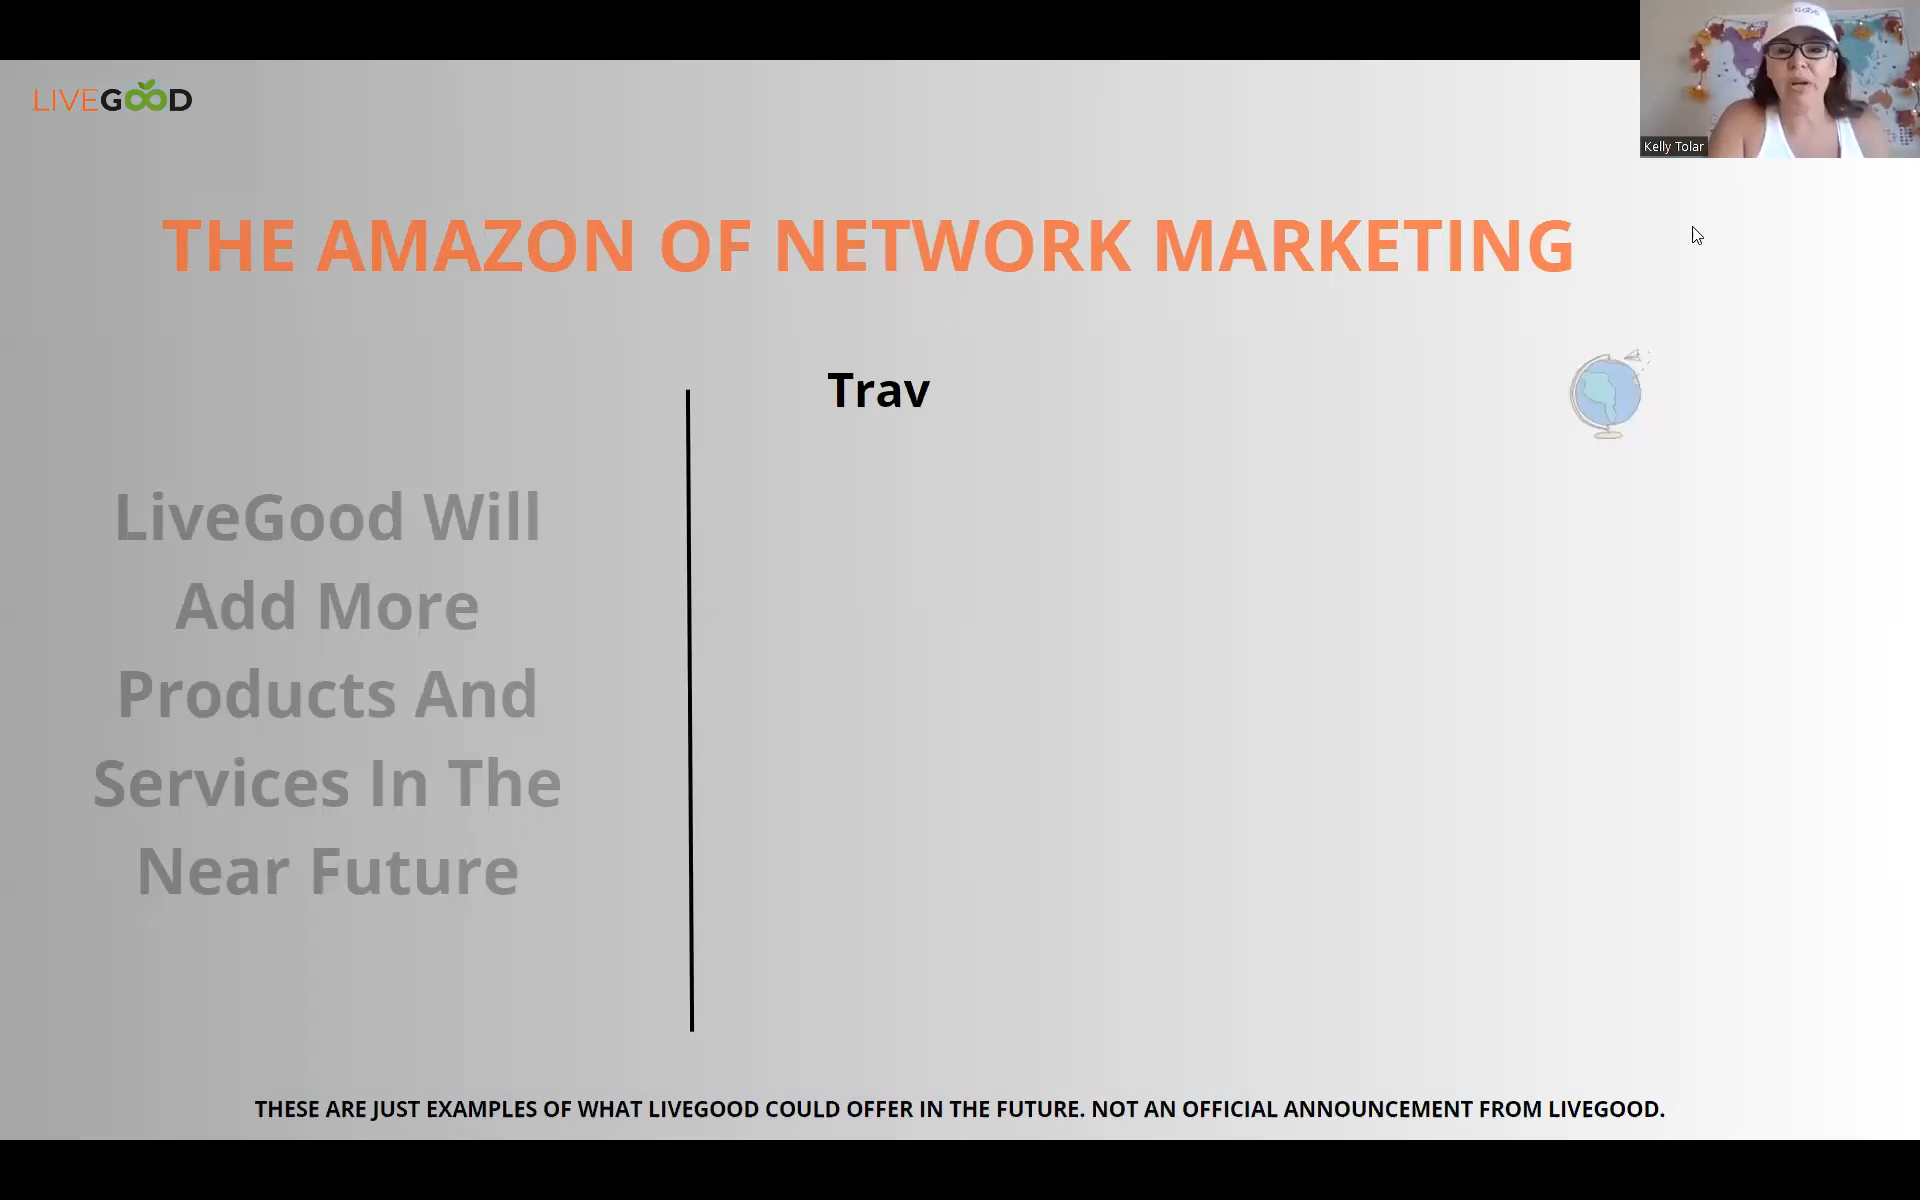 LIVEGOOD
Kelly Tolar
THE AMAZON OF NETWORK MARKETING
Trav
LiveGood Will
Add More
Products And
Services In The
Near Future
THESE ARE JUST EXAMPLES OF WHAT LIVEGOOD COULD OFFER IN THE FUTURE. NOT AN OFFICIAL ANNOUNCEMENT FROM LIVEGOOD.